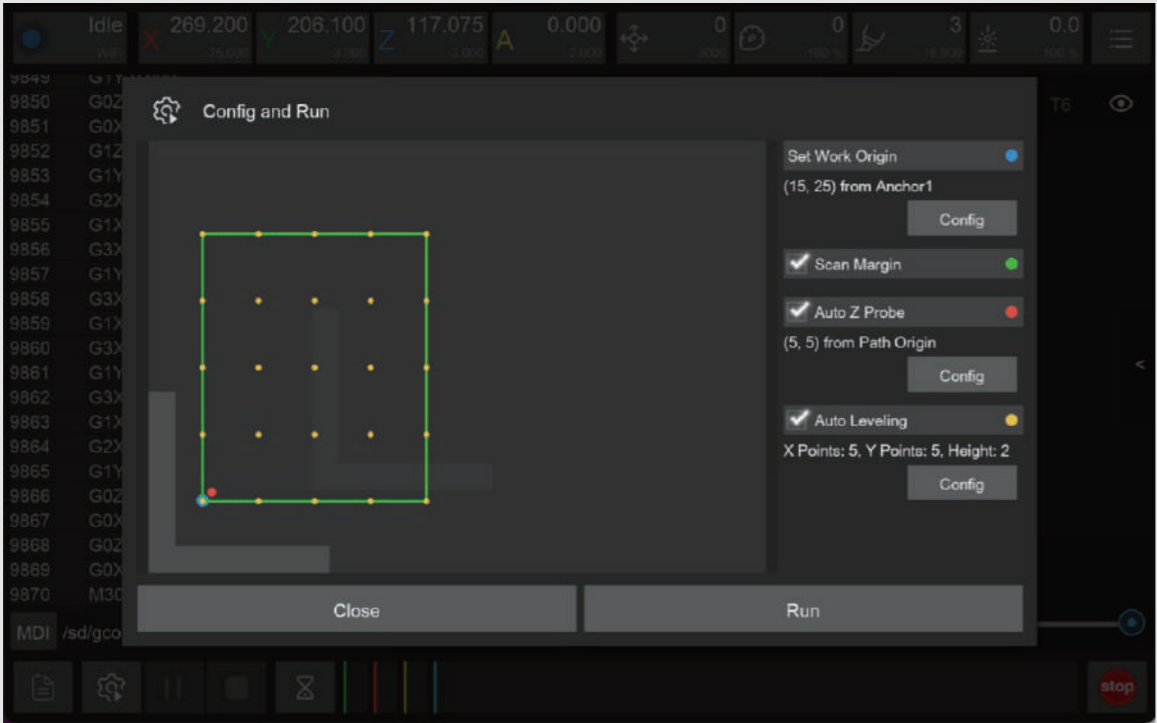 Idle
WiFi
X 269.200
-75.000
Y 206.100
-3.000
Z 117.075
-3.000
A 0.000
0.000
0
3000
0
100 %
3
-15.900
0.0
100 %
9849
9850 G0Z
9851 G0X
9852 G1Z
9853 G1Y
9854 G2X
9855 G1X
9856 G3X
9857 G1Y
9858 G3X
9859 G1X
9860 G3X
9861 G1Y
9862 G3X
9863 G1X
9864 G2X
9865 G1Y
9866 G0Z
9867 G0X
9868 G0Z
9869 G0X
9870 M30
T6
Config and Run
Set Work Origin
(15, 25) from Anchor1
Config
Scan Margin
Auto Z Probe
(5, 5) from Path Origin
Config
<
Auto Leveling
X Points: 5, Y Points: 5, Height: 2
Config
Close
Run
MDI /sd/gco
stop